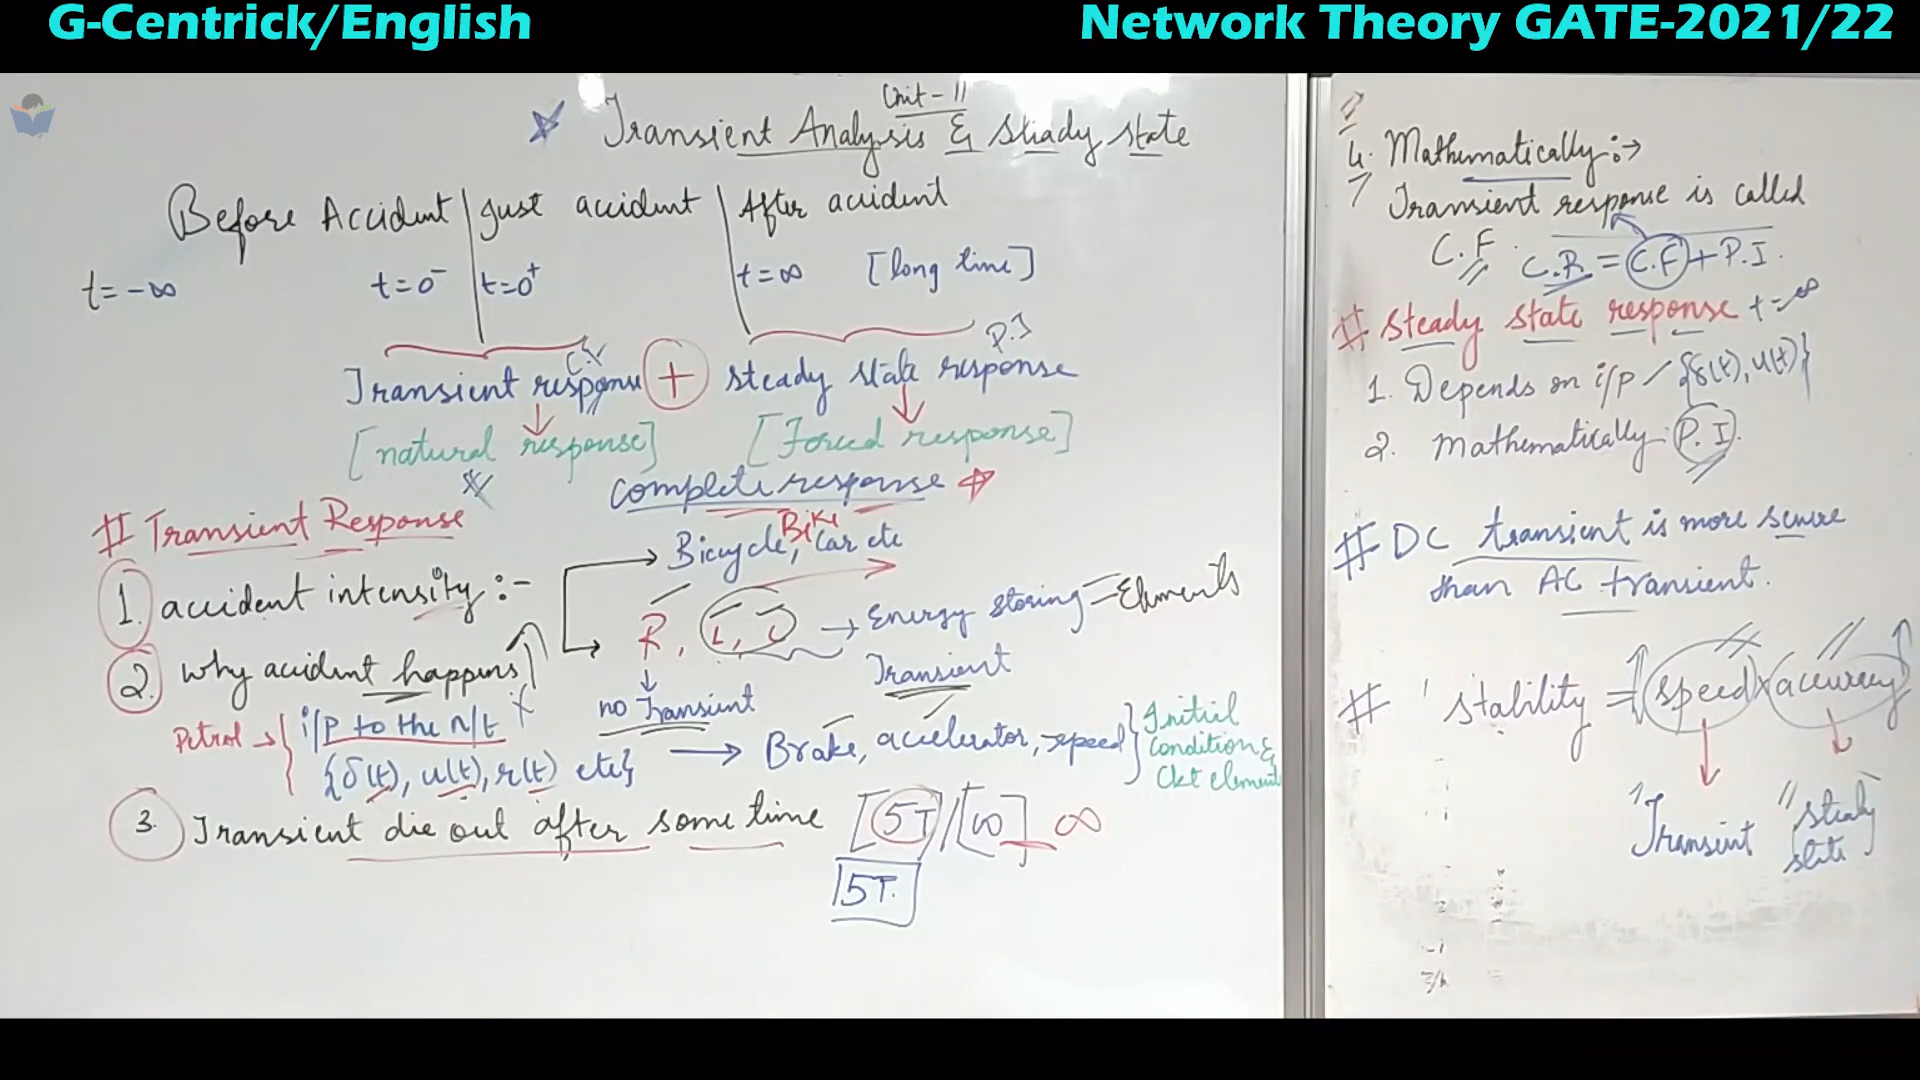 G-Centrick/English
Network Theory GATE-2021/22
Unit - 11
Transient Analysis & Steady state
Before Accident | Just accident | After accident
t = -∞ t=0⁻ t=0⁺ t=∞ [long time]
P.I
Transient response + steady state response
[natural response] [Forced response]
complete response
# Transient Response
Bike
Bicycle, Car etc
1. accident intensity :-
R, L, C → Energy storing Elements
2. why accident happens
no Transient
Transient
Petrol → { i/p to the N/t
{δ(t), u(t), r(t) etc}
→ Brake, accelerator, speed } Initial
Condition &
Ckt element
3. Transient die out after some time [5T]/[∞] ∞
5T.
4. Mathematically :→
Transient response is called
C.F. C.R. = C.F + P.I.
# Steady state response t=∞
1. Depends on i/p / {δ(t), u(t)}
2. Mathematically: P.I.
# DC transient is more severe
than AC transient.
# stability = speed × accuracy
Transient
steady
state